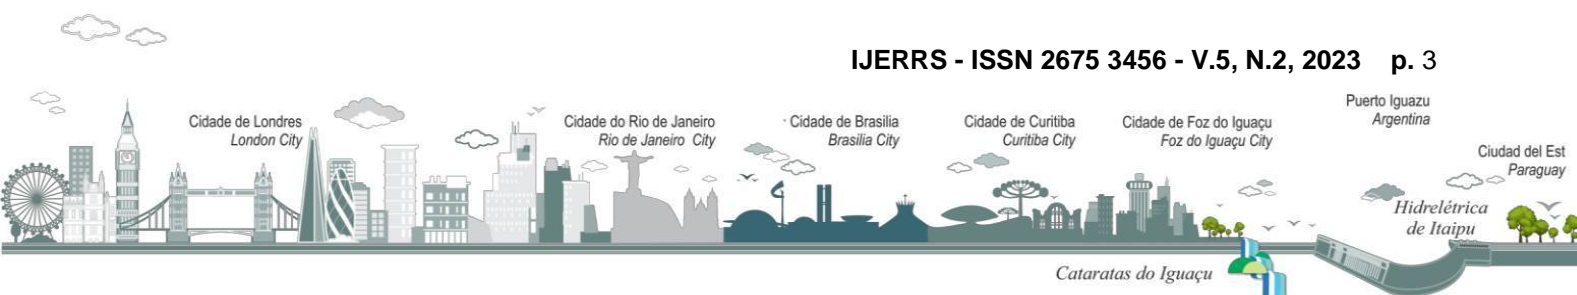 IJERRS - ISSN 2675 3456 - V.5, N.2, 2023 p. 3
Cidade de Londres
London City
Cidade do Rio de Janeiro
Rio de Janeiro City
Cidade de Brasilia
Brasilia City
Cidade de Curitiba
Curitiba City
Cidade de Foz do Iguaçu
Foz do Iguaçu City
Puerto Iguazu
Argentina
Ciudad del Est
Paraguay
Hidrelétrica
de Itaipu
Cataratas do Iguaçu